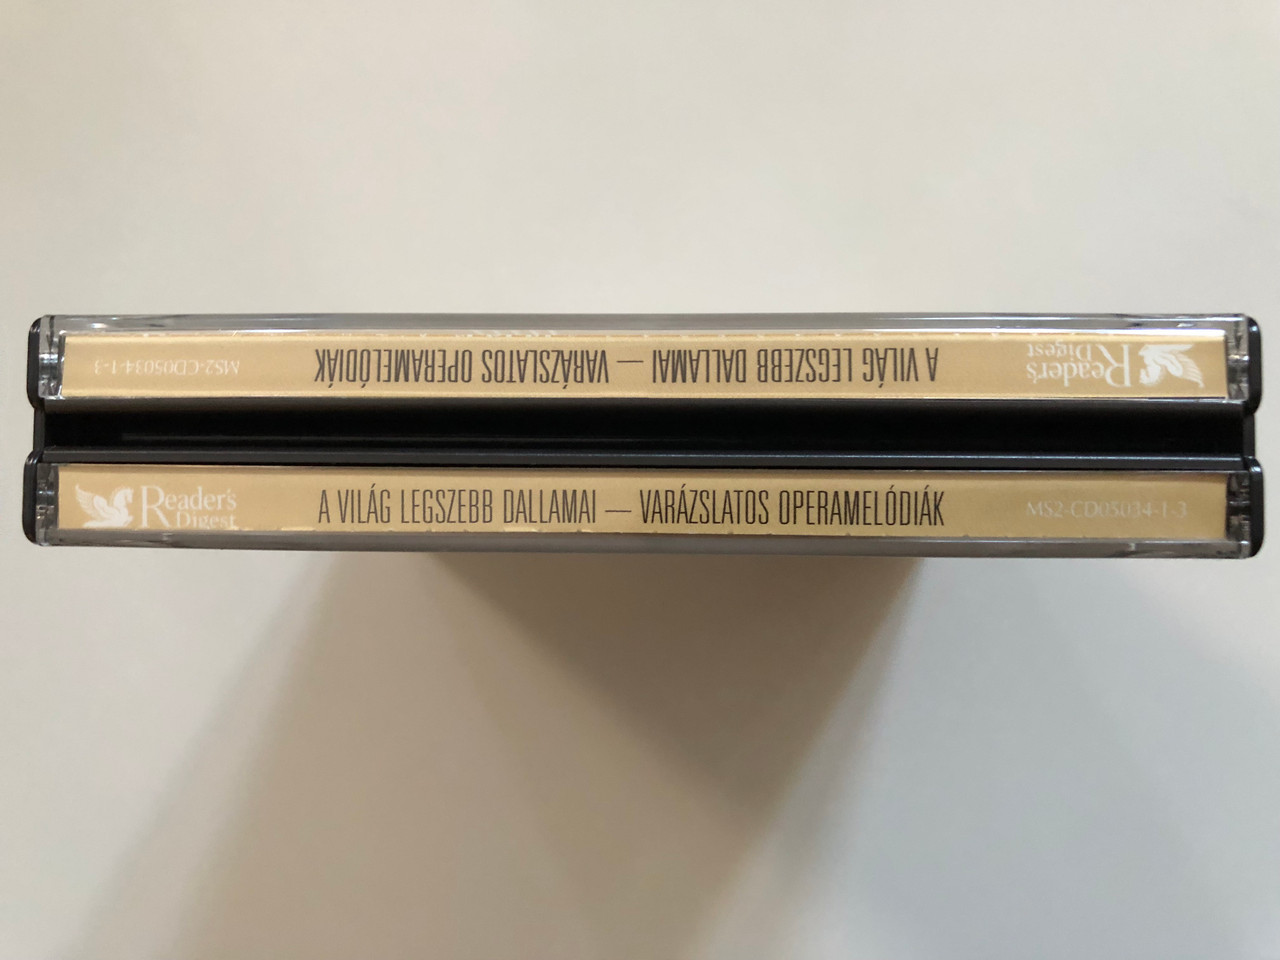 MS2-CD05034-1-3
A VILÁG LEGSZEBB DALLAMAI — VARÁZSLATOS OPERAMELÓDIÁK
Reader's
Digest
Reader's
Digest
A VILÁG LEGSZEBB DALLAMAI — VARÁZSLATOS OPERAMELÓDIÁK
MS2-CD05034-1-3